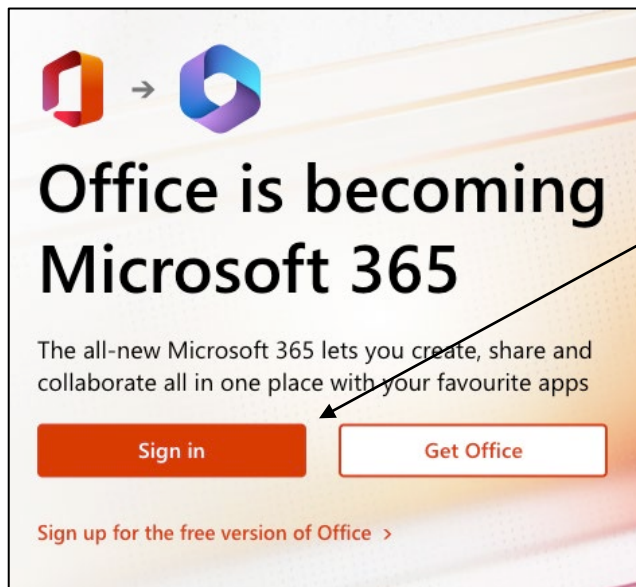 Office is becoming
Microsoft 365
The all-new Microsoft 365 lets you create, share and
collaborate all in one place with your favourite apps
Sign in
Get Office
Sign up for the free version of Office >